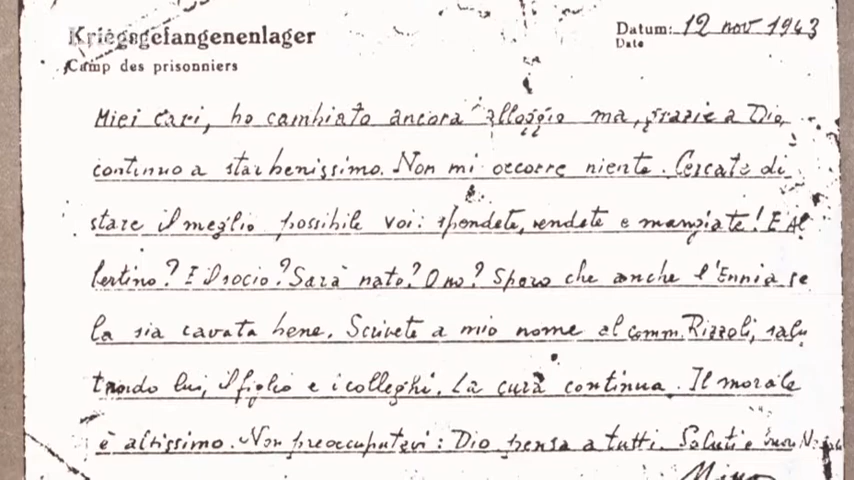 Kriegsgefangenenlager
Datum: 12 nov 1943
Date
Camp des prisonniers
Miei cari, ho cambiato ancora alloggio ma, grazie a Dio,
continuo a star benissimo. Non mi occorre niente. Cercate di
stare il meglio possibile voi: spendete, vendete e mangiate! E Al
bertino? E il socio? Sarà nato? O no? Spero che anche l'Ennia se
la sia cavata bene. Scrivete a mio nome al comm. Rizzoli, salu
tando lui, il figlio e i colleghi. La cura continua. Il morale
è altissimo. Non preoccupatevi: Dio pensa a tutti. Saluti e